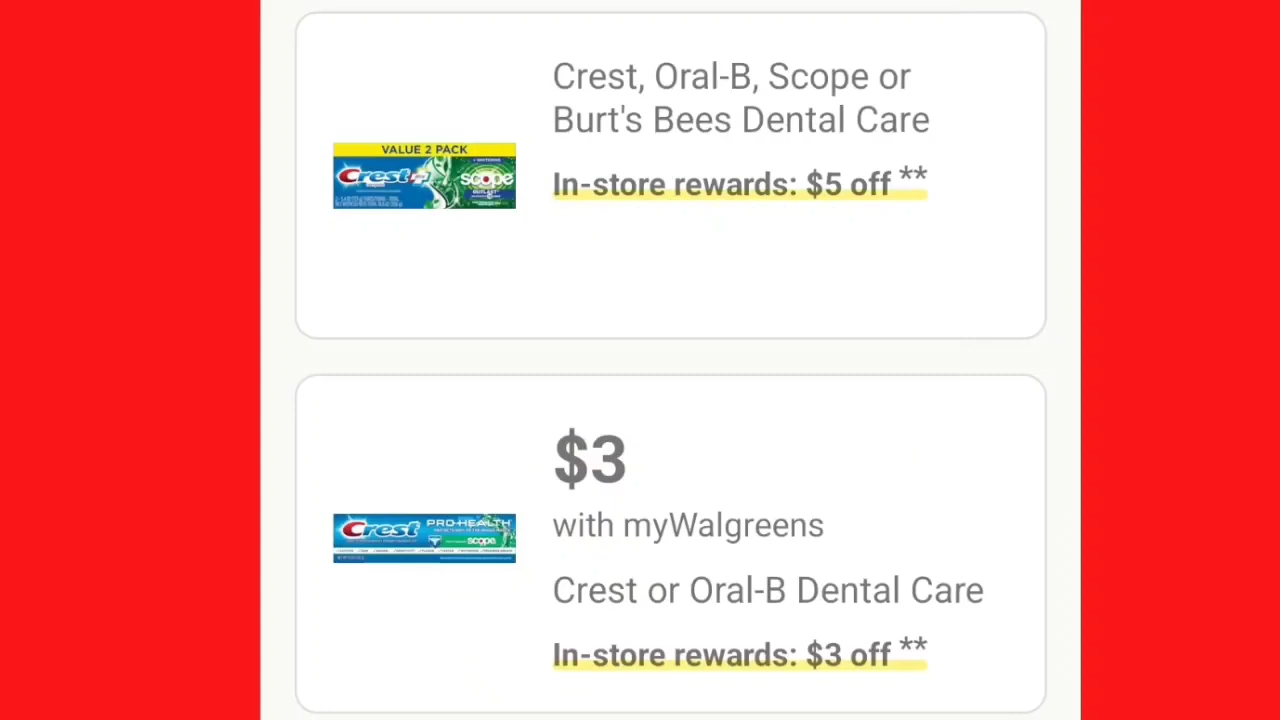 Crest, Oral-B, Scope or
Burt's Bees Dental Care
In-store rewards: $5 off **
VALUE 2 PACK
Crest
scope
OUTLAST
$3
with myWalgreens
Crest or Oral-B Dental Care
In-store rewards: $3 off **
Crest
PRO-HEALTH
scope